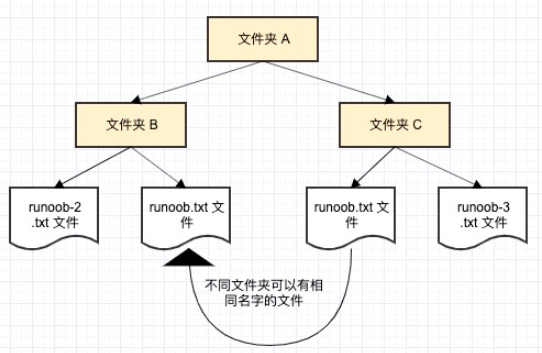 文件夹 A
文件夹 B
文件夹 C
runoob-2
.txt 文件
runoob.txt 文
件
runoob.txt 文
件
runoob-3
.txt 文件
不同文件夹可以有相
同名字的文件